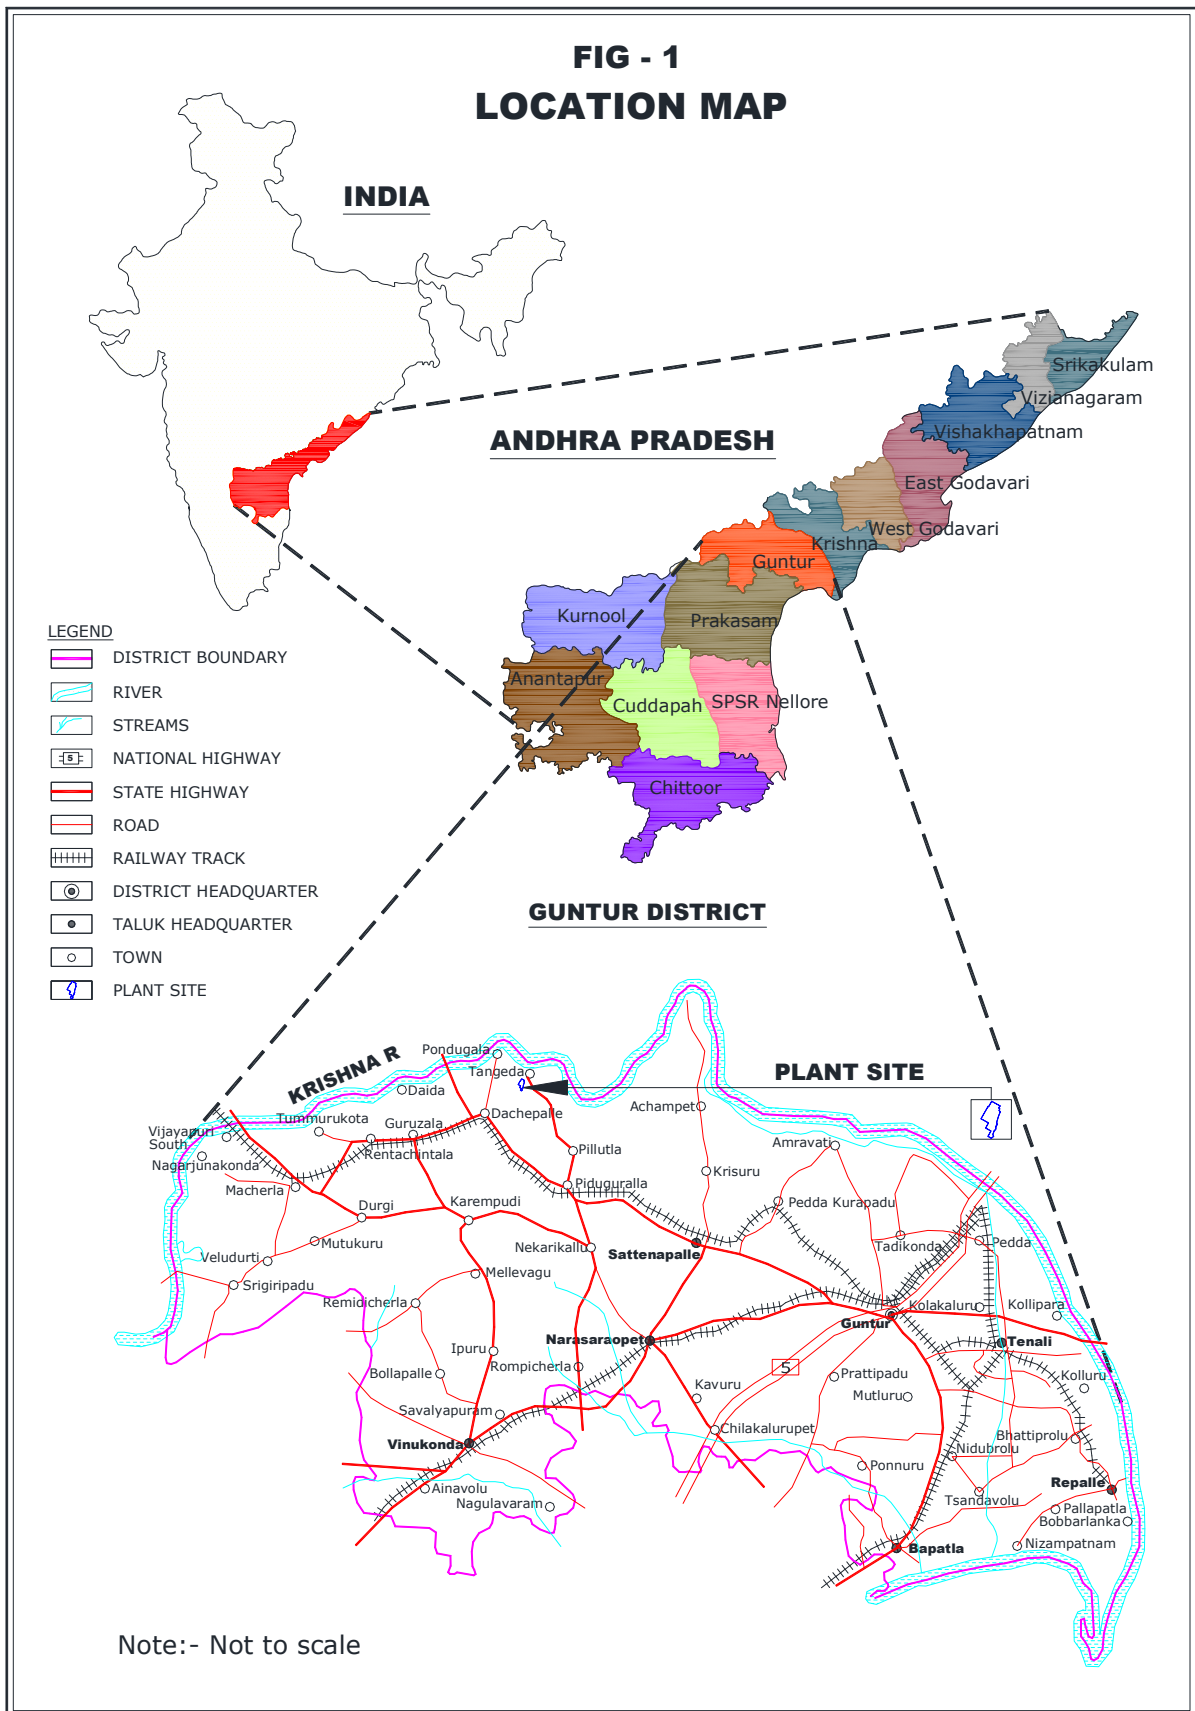 FIG - 1
LOCATION MAP
INDIA
ANDHRA PRADESH
Srikakulam
Vizianagaram
Vishakhapatnam
East Godavari
West Godavari
Krishna
Guntur
Kurnool
Prakasam
Anantapur
Cuddapah
SPSR Nellore
Chittoor
LEGEND
DISTRICT BOUNDARY
RIVER
STREAMS
5
NATIONAL HIGHWAY
STATE HIGHWAY
ROAD
RAILWAY TRACK
DISTRICT HEADQUARTER
TALUK HEADQUARTER
TOWN
PLANT SITE
GUNTUR DISTRICT
KRISHNA R
PLANT SITE
Pondugala
Tangeda
Daida
Dachepalle
Achampet
Tummurukota
Guruzala
Vijayapuri
South
Rentachintala
Nagarjunakonda
Pillutla
Amravati
Krisuru
Macherla
Piduguralla
Pedda Kurapadu
Durgi
Karempudi
Mutukuru
Nekarikallu
Sattenapalle
Tadikonda
Pedda
Veludurti
Srigiripadu
Mellevagu
Remidicherla
Kolakaluru
Kollipara
Guntur
Narasaraopet
Tenali
Ipuru
Rompicherla
5
Bollapalle
Prattipadu
Kolluru
Kavuru
Mutluru
Savalyapuram
Chilakalurupet
Vinukonda
Bhattiprolu
Nidubrolu
Ponnuru
Repalle
Ainavolu
Nagulavaram
Tsandavolu
Pallapatla
Bobbarlanka
Bapatla
Nizampatnam
Note:- Not to scale